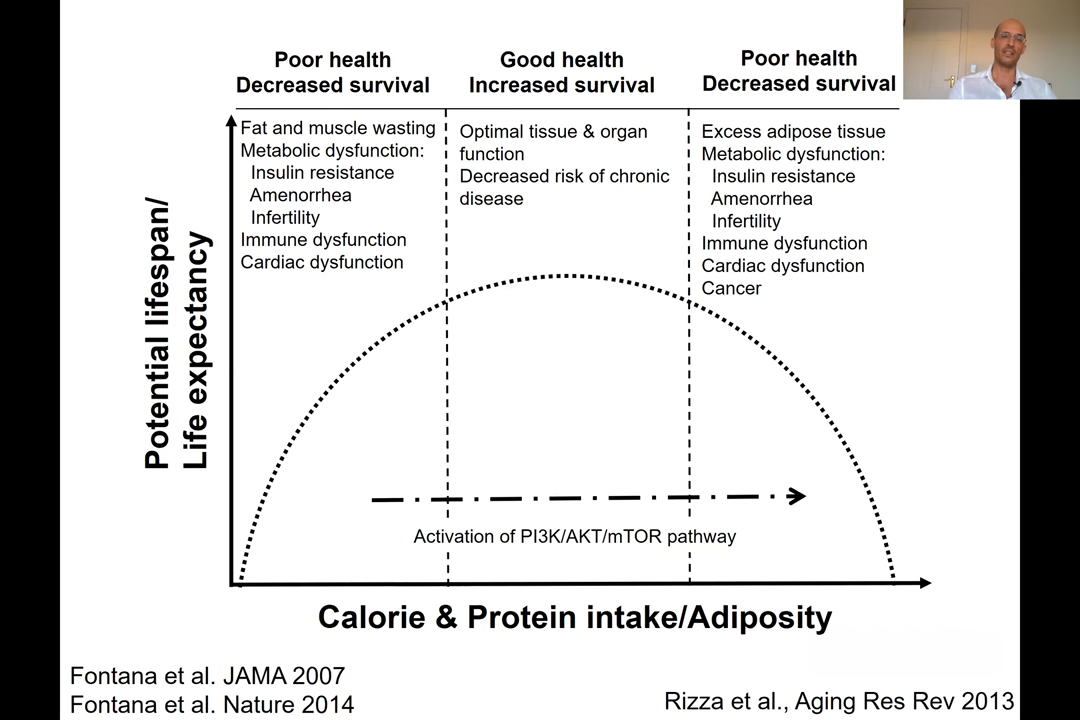 Poor health
Decreased survival
Good health
Increased survival
Poor health
Decreased survival
Fat and muscle wasting
Metabolic dysfunction:
Insulin resistance
Amenorrhea
Infertility
Immune dysfunction
Cardiac dysfunction
Optimal tissue & organ
function
Decreased risk of chronic
disease
Excess adipose tissue
Metabolic dysfunction:
Insulin resistance
Amenorrhea
Infertility
Immune dysfunction
Cardiac dysfunction
Cancer
Potential lifespan/
Life expectancy
Activation of PI3K/AKT/mTOR pathway
Calorie & Protein intake/Adiposity
Fontana et al. JAMA 2007
Fontana et al. Nature 2014
Rizza et al., Aging Res Rev 2013